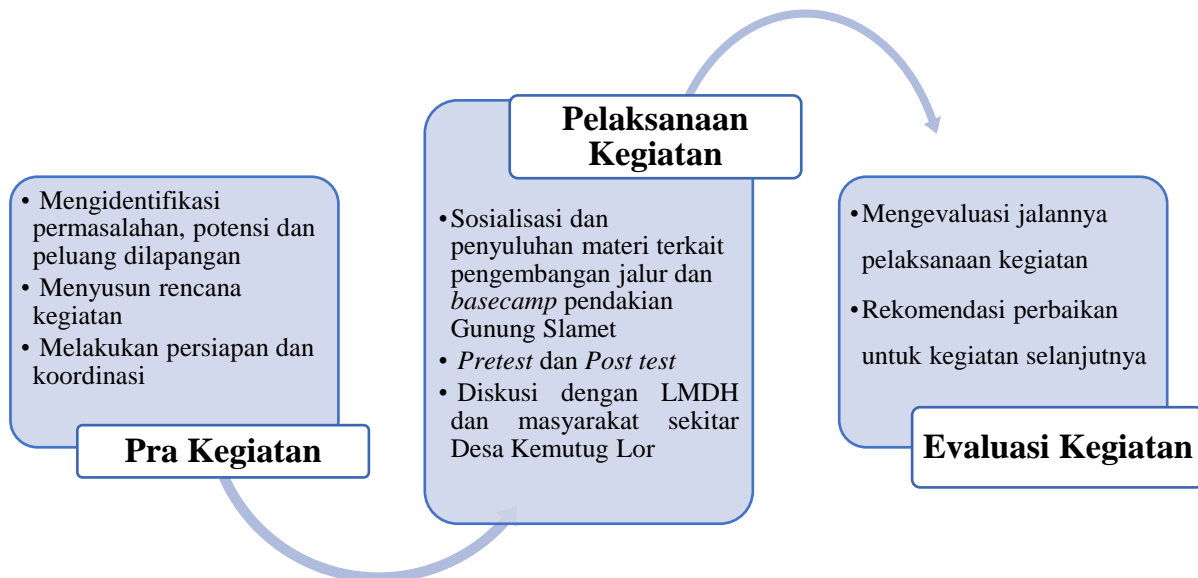 • Mengidentifikasi
permasalahan, potensi dan
peluang dilapangan
• Menyusun rencana
kegiatan
• Melakukan persiapan dan
koordinasi
Pra Kegiatan
Pelaksanaan
Kegiatan
•Sosialisasi dan
penyuluhan materi terkait
pengembangan jalur dan
basecamp pendakian
Gunung Slamet
• Pretest dan Post test
• Diskusi dengan LMDH
dan masyarakat sekitar
Desa Kemutug Lor
•Mengevaluasi jalannya
pelaksanaan kegiatan
•Rekomendasi perbaikan
untuk kegiatan selanjutnya
Evaluasi Kegiatan